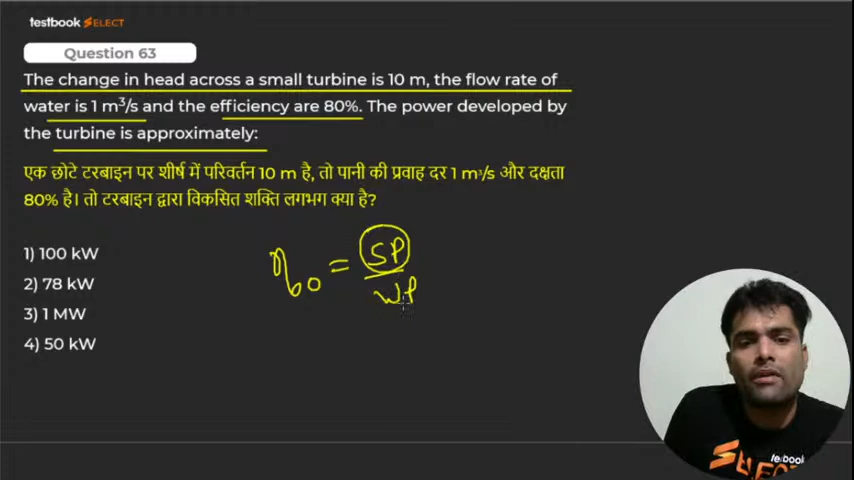 testbook SELECT
Question 63
The change in head across a small turbine is 10 m, the flow rate of
water is 1 m³/s and the efficiency are 80%. The power developed by
the turbine is approximately:
एक छोटे टरबाइन पर शीर्ष में परिवर्तन 10 m है, तो पानी की प्रवाह दर 1 m³/s और दक्षता
80% है। तो टरबाइन द्वारा विकसित शक्ति लगभग क्या है?
1) 100 kW
2) 78 kW
3) 1 MW
4) 50 kW
η₀ = SP
WP
testbook
SELECT